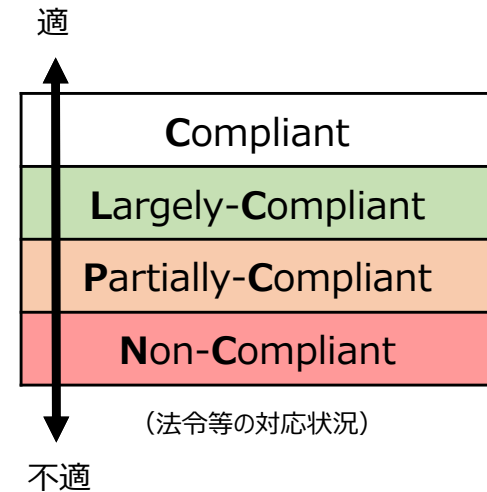 適
Compliant
Largely-Compliant
Partially-Compliant
Non-Compliant
（法令等の対応状況）
不適